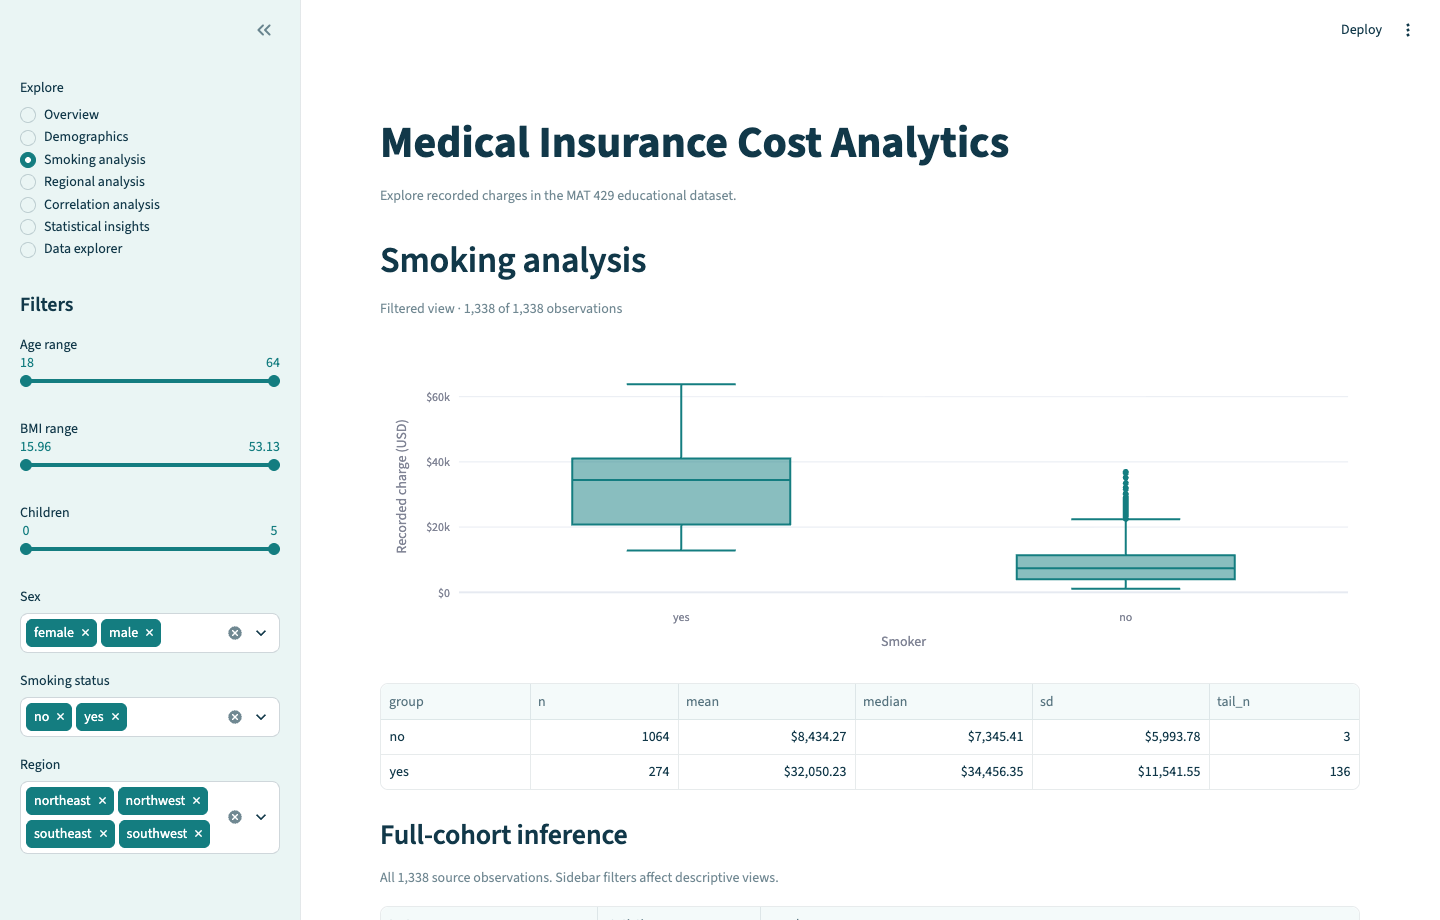 Deploy
Explore
Overview
Demographics
Smoking analysis
Regional analysis
Correlation analysis
Statistical insights
Data explorer
Filters
Age range
18 64
BMI range
15.96 53.13
Children
0 5
Sex
female male
Smoking status
no yes
Region
northeast northwest
southeast southwest
Medical Insurance Cost Analytics
Explore recorded charges in the MAT 429 educational dataset.
Smoking analysis
Filtered view · 1,338 of 1,338 observations
Recorded charge (USD)
$60k
$40k
$20k
$0
yes no
Smoker
group n mean median sd tail_n
no 1064 $8,434.27 $7,345.41 $5,993.78 3
yes 274 $32,050.23 $34,456.35 $11,541.55 136
Full-cohort inference
All 1,338 source observations. Sidebar filters affect descriptive views.